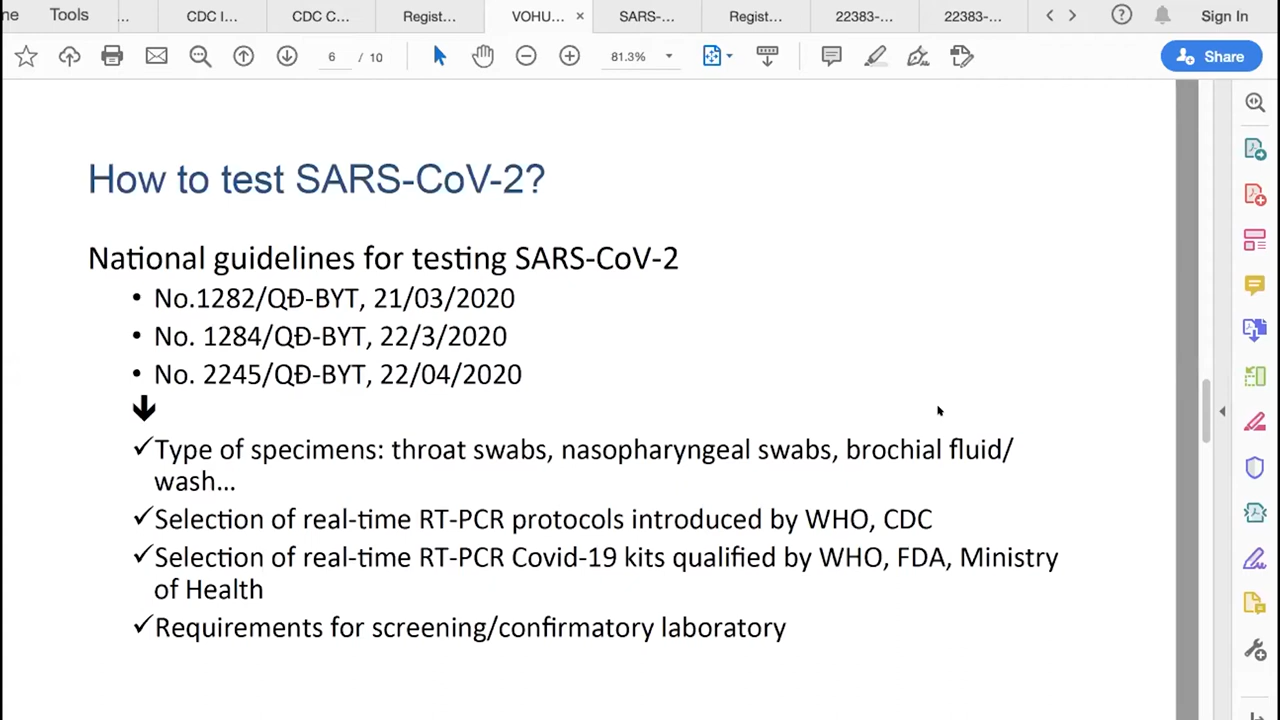 ne Tools ... CDC I... CDC C... Regist... VOHU... × SARS-... Regist... 22383-... 22383-... Sign In
6 / 10 81.3% Share
How to test SARS-CoV-2?
National guidelines for testing SARS-CoV-2
• No.1282/QĐ-BYT, 21/03/2020
• No. 1284/QĐ-BYT, 22/3/2020
• No. 2245/QĐ-BYT, 22/04/2020
✓Type of specimens: throat swabs, nasopharyngeal swabs, brochial fluid/
wash...
✓Selection of real-time RT-PCR protocols introduced by WHO, CDC
✓Selection of real-time RT-PCR Covid-19 kits qualified by WHO, FDA, Ministry
of Health
✓Requirements for screening/confirmatory laboratory